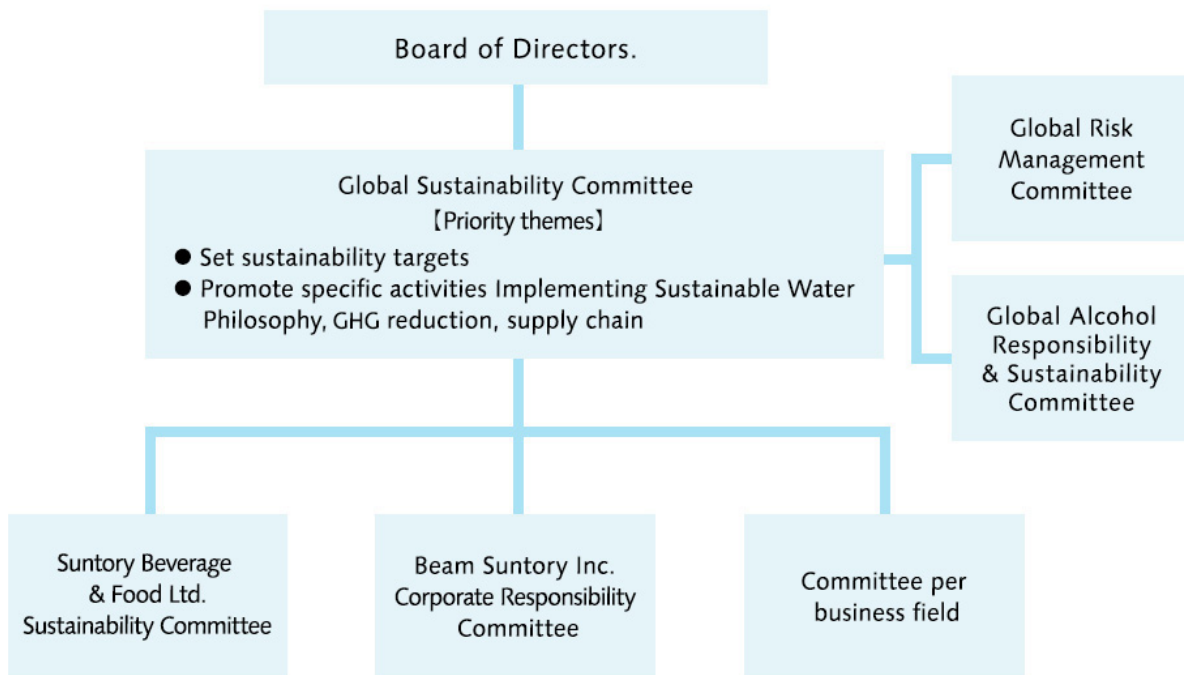 Board of Directors.
Global Sustainability Committee
【Priority themes】
● Set sustainability targets
● Promote specific activities Implementing Sustainable Water
Philosophy, GHG reduction, supply chain
Global Risk
Management
Committee
Global Alcohol
Responsibility
& Sustainability
Committee
Suntory Beverage
& Food Ltd.
Sustainability Committee
Beam Suntory Inc.
Corporate Responsibility
Committee
Committee per
business field